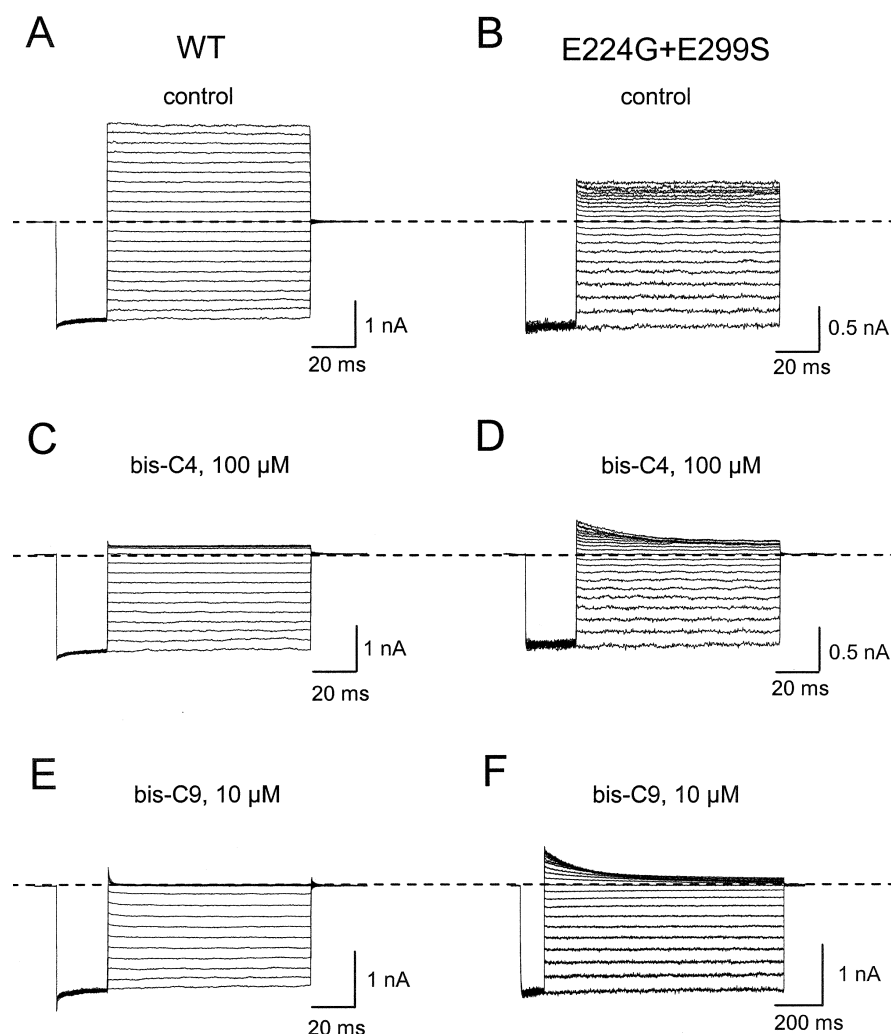 A
WT
control
1 nA
20 ms
B
E224G+E299S
control
0.5 nA
20 ms
C
bis-C4, 100 µM
1 nA
20 ms
D
bis-C4, 100 µM
0.5 nA
20 ms
E
bis-C9, 10 µM
1 nA
20 ms
F
bis-C9, 10 µM
1 nA
200 ms